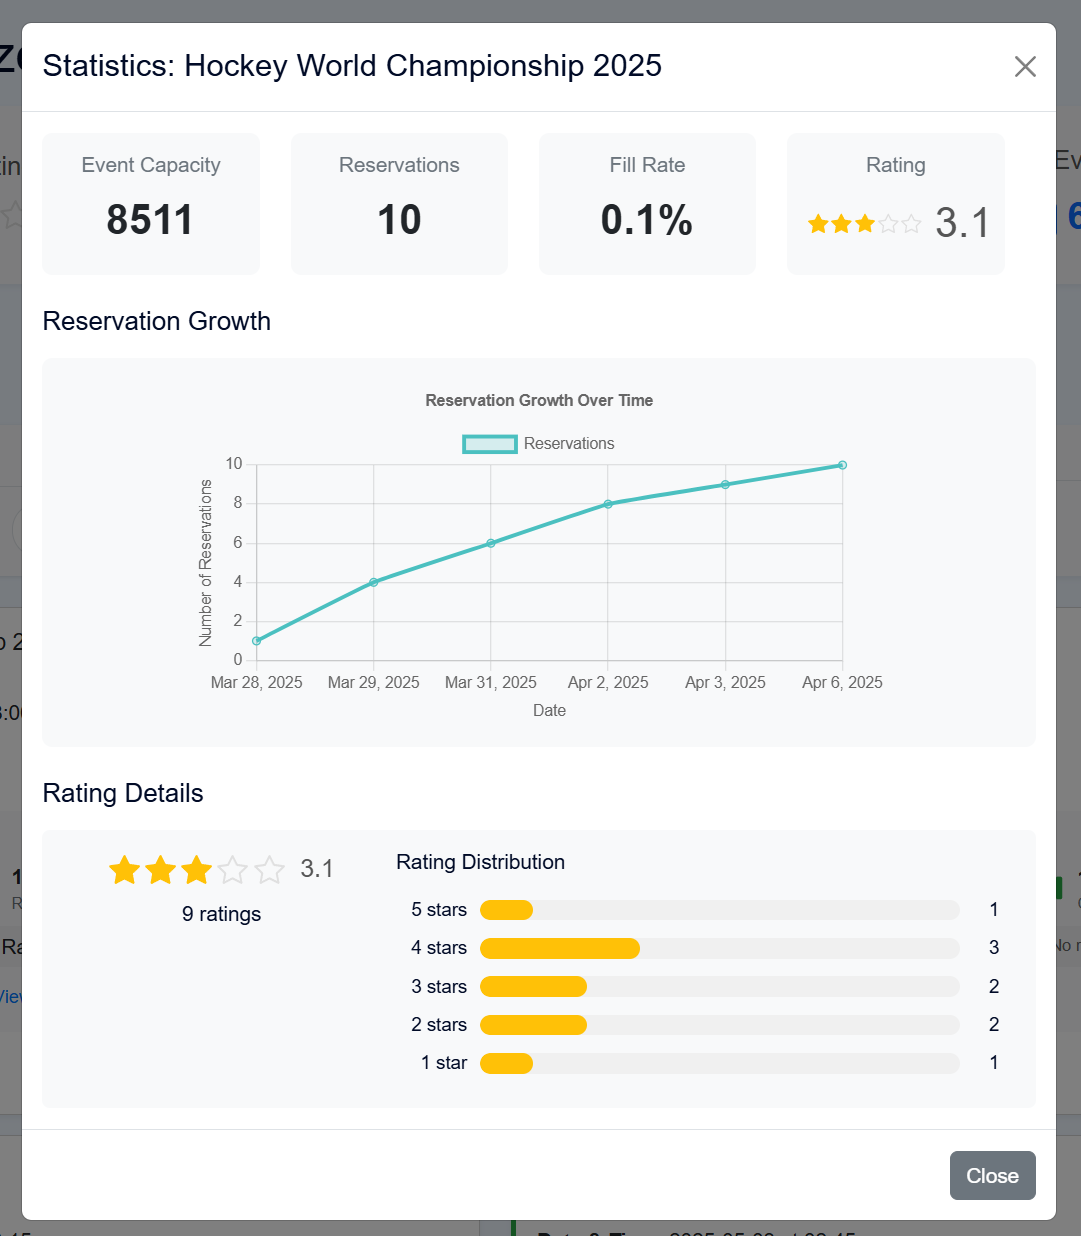 Statistics: Hockey World Championship 2025
Event Capacity
8511
Reservations
10
Fill Rate
0.1%
Rating
3.1
Reservation Growth
Reservation Growth Over Time
Reservations
Number of Reservations
10
8
6
4
2
0
Mar 28, 2025 Mar 29, 2025 Mar 31, 2025 Apr 2, 2025 Apr 3, 2025 Apr 6, 2025
Date
Rating Details
3.1
9 ratings
Rating Distribution
5 stars 1
4 stars 3
3 stars 2
2 stars 2
1 star 1
Close